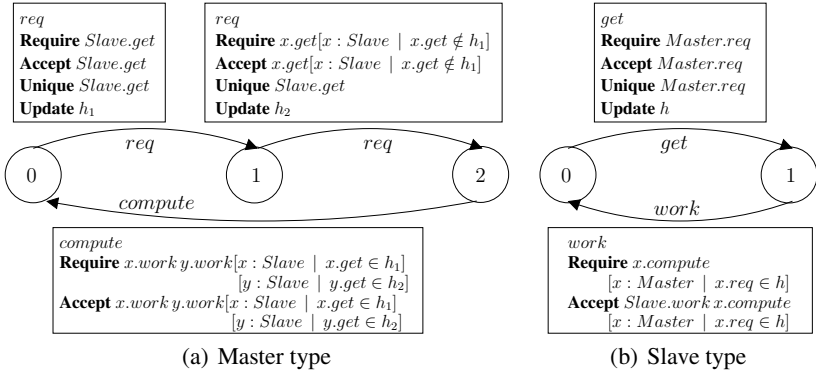 req
Require Slave.get
Accept Slave.get
Unique Slave.get
Update h₁
req
Require x.get[x : Slave | x.get ∉ h₁]
Accept x.get[x : Slave | x.get ∉ h₁]
Unique Slave.get
Update h₂
req
req
0
1
2
compute
compute
Require x.work y.work[x : Slave | x.get ∈ h₁]
[y : Slave | y.get ∈ h₂]
Accept x.work y.work[x : Slave | x.get ∈ h₁]
[y : Slave | y.get ∈ h₂]
(a) Master type
get
Require Master.req
Accept Master.req
Unique Master.req
Update h
get
0
1
work
work
Require x.compute
[x : Master | x.req ∈ h]
Accept Slave.work x.compute
[x : Master | x.req ∈ h]
(b) Slave type